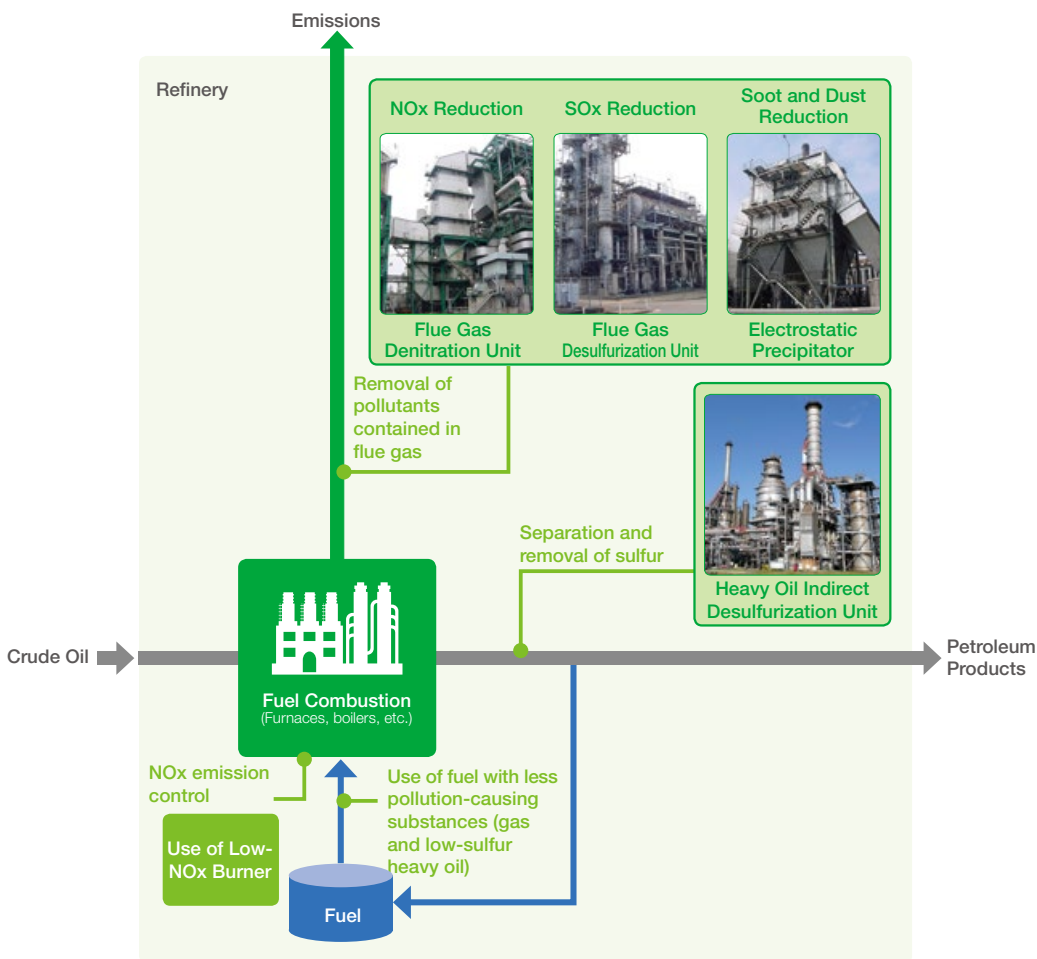 Emissions
Refinery
NOx Reduction
SOx Reduction
Soot and Dust
Reduction
Flue Gas
Denitration Unit
Flue Gas
Desulfurization Unit
Electrostatic
Precipitator
Removal of
pollutants
contained in
flue gas
Separation and
removal of sulfur
Heavy Oil Indirect
Desulfurization Unit
Crude Oil
Petroleum
Products
Fuel Combustion
(Furnaces, boilers, etc.)
NOx emission
control
Use of Low-
NOx Burner
Use of fuel with less
pollution-causing
substances (gas
and low-sulfur
heavy oil)
Fuel